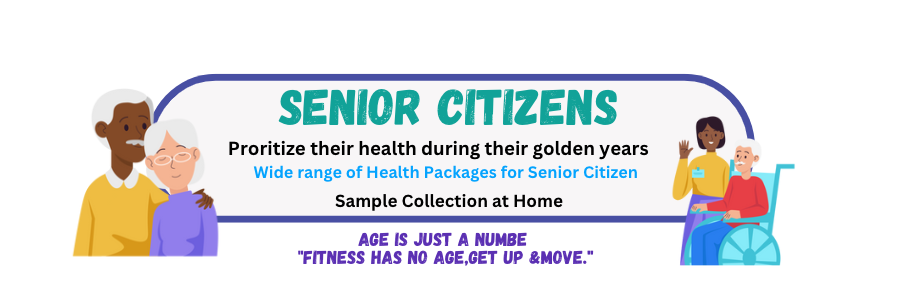 SENIOR CITIZENS
Proritize their health during their golden years
Wide range of Health Packages for Senior Citizen
Sample Collection at Home
AGE IS JUST A NUMBE
"FITNESS HAS NO AGE,GET UP &MOVE."